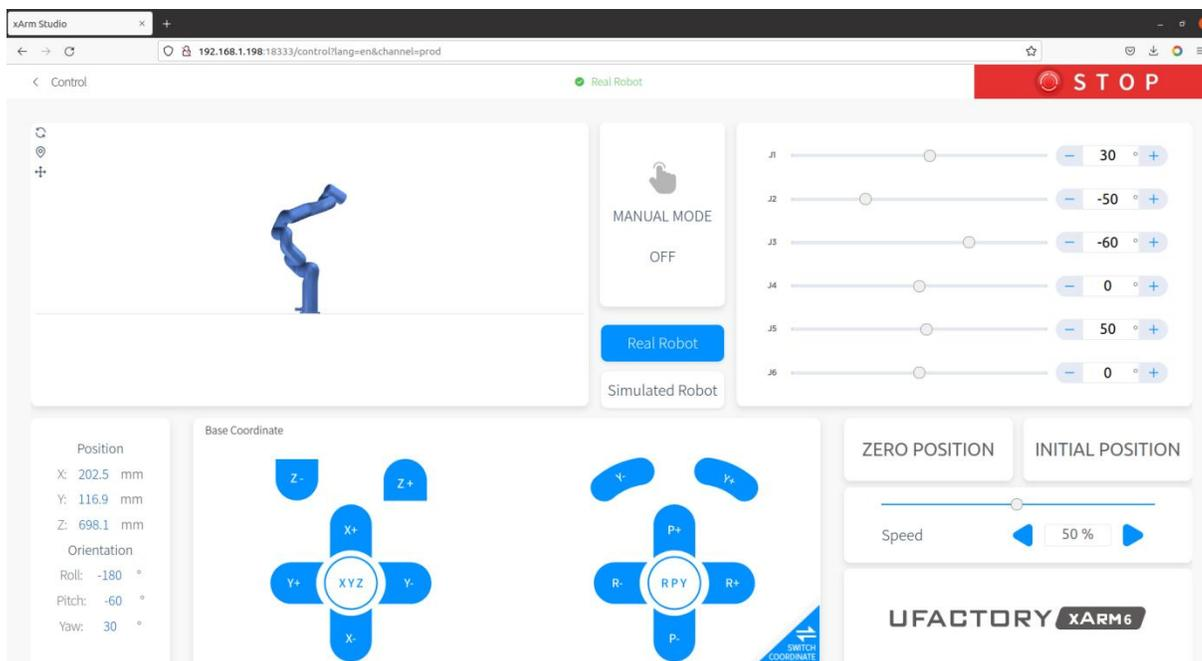 xArm Studio × +
192.168.1.198:18333/control?lang=en&channel=prod
< Control
Real Robot
STOP
MANUAL MODE
OFF
Real Robot
Simulated Robot
J1 − 30 ° +
J2 − -50 ° +
J3 − -60 ° +
J4 − 0 ° +
J5 − 50 ° +
J6 − 0 ° +
Position
X: 202.5 mm
Y: 116.9 mm
Z: 698.1 mm
Orientation
Roll: -180 °
Pitch: -60 °
Yaw: 30 °
Base Coordinate
Z-
Z+
X+
Y+
XYZ
Y-
X-
Y-
Y+
P+
R-
RPY
R+
P-
SWITCH
COORDINATE
ZERO POSITION
INITIAL POSITION
Speed
50 %
UFACTORY XARM6